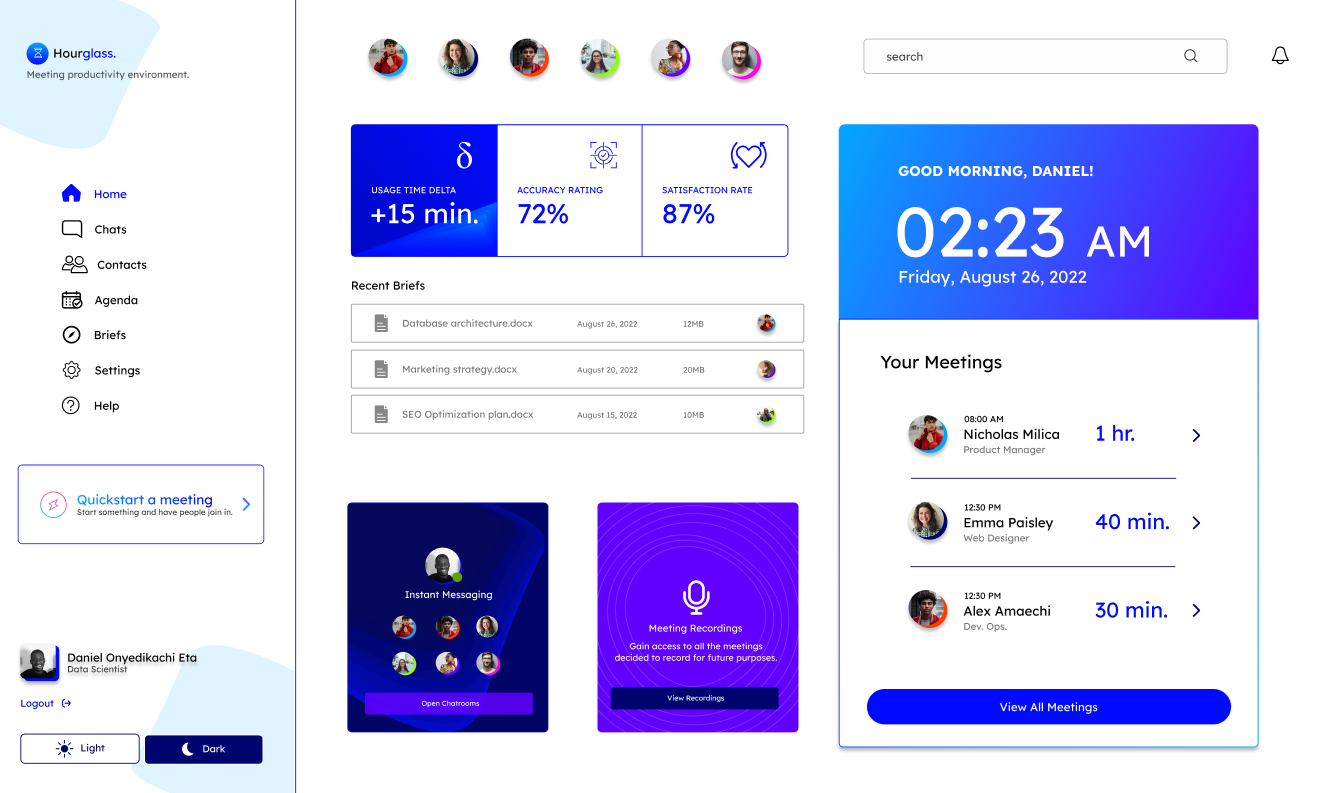 Hourglass.
Meeting productivity environment.
Home
Chats
Contacts
Agenda
Briefs
Settings
Help
Quickstart a meeting
Start something and have people join in.
Daniel Onyedikachi Eta
Data Scientist
Logout
Light
Dark
search
δ
USAGE TIME DELTA
+15 min.
ACCURACY RATING
72%
SATISFACTION RATE
87%
Recent Briefs
Database architecture.docx August 26, 2022 12MB
Marketing strategy.docx August 20, 2022 20MB
SEO Optimization plan.docx August 15, 2022 10MB
Instant Messaging
Open Chatrooms
Meeting Recordings
Gain access to all the meetings
decided to record for future purposes.
View Recordings
GOOD MORNING, DANIEL!
02:23 AM
Friday, August 26, 2022
Your Meetings
08:00 AM
Nicholas Milica
Product Manager
1 hr.
12:30 PM
Emma Paisley
Web Designer
40 min.
12:30 PM
Alex Amaechi
Dev. Ops.
30 min.
View All Meetings